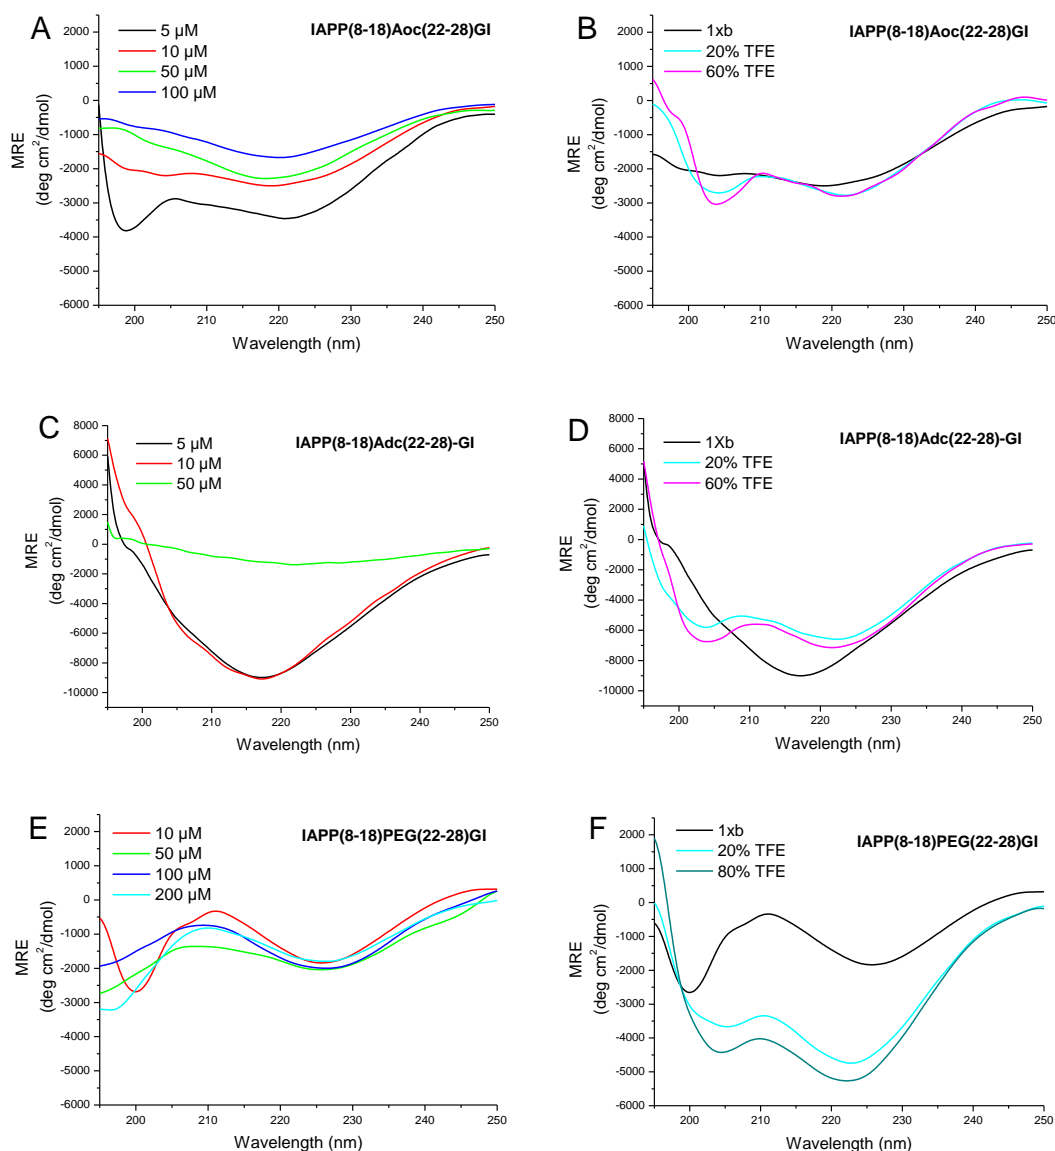 A
IAPP(8-18)Aoc(22-28)GI
5 µM
10 µM
50 µM
100 µM
2000
1000
0
-1000
-2000
-3000
-4000
-5000
-6000
MRE
(deg cm²/dmol)
200 210 220 230 240 250
Wavelength (nm)
B
IAPP(8-18)Aoc(22-28)GI
1xb
20% TFE
60% TFE
2000
1000
0
-1000
-2000
-3000
-4000
-5000
-6000
MRE
(deg cm²/dmol)
200 210 220 230 240 250
Wavelength (nm)
C
IAPP(8-18)Adc(22-28)-GI
5 µM
10 µM
50 µM
8000
6000
4000
2000
0
-2000
-4000
-6000
-8000
-10000
MRE
(deg cm²/dmol)
200 210 220 230 240 250
Wavelength (nm)
D
IAPP(8-18)Adc(22-28)-GI
1Xb
20% TFE
60% TFE
8000
6000
4000
2000
0
-2000
-4000
-6000
-8000
-10000
MRE
(deg cm²/dmol)
200 210 220 230 240 250
Wavelength (nm)
E
IAPP(8-18)PEG(22-28)GI
10 µM
50 µM
100 µM
200 µM
2000
1000
0
-1000
-2000
-3000
-4000
-5000
-6000
MRE
(deg cm²/dmol)
200 210 220 230 240 250
Wavelength (nm)
F
IAPP(8-18)PEG(22-28)GI
1xb
20% TFE
80% TFE
2000
1000
0
-1000
-2000
-3000
-4000
-5000
-6000
MRE
(deg cm²/dmol)
200 210 220 230 240 250
Wavelength (nm)